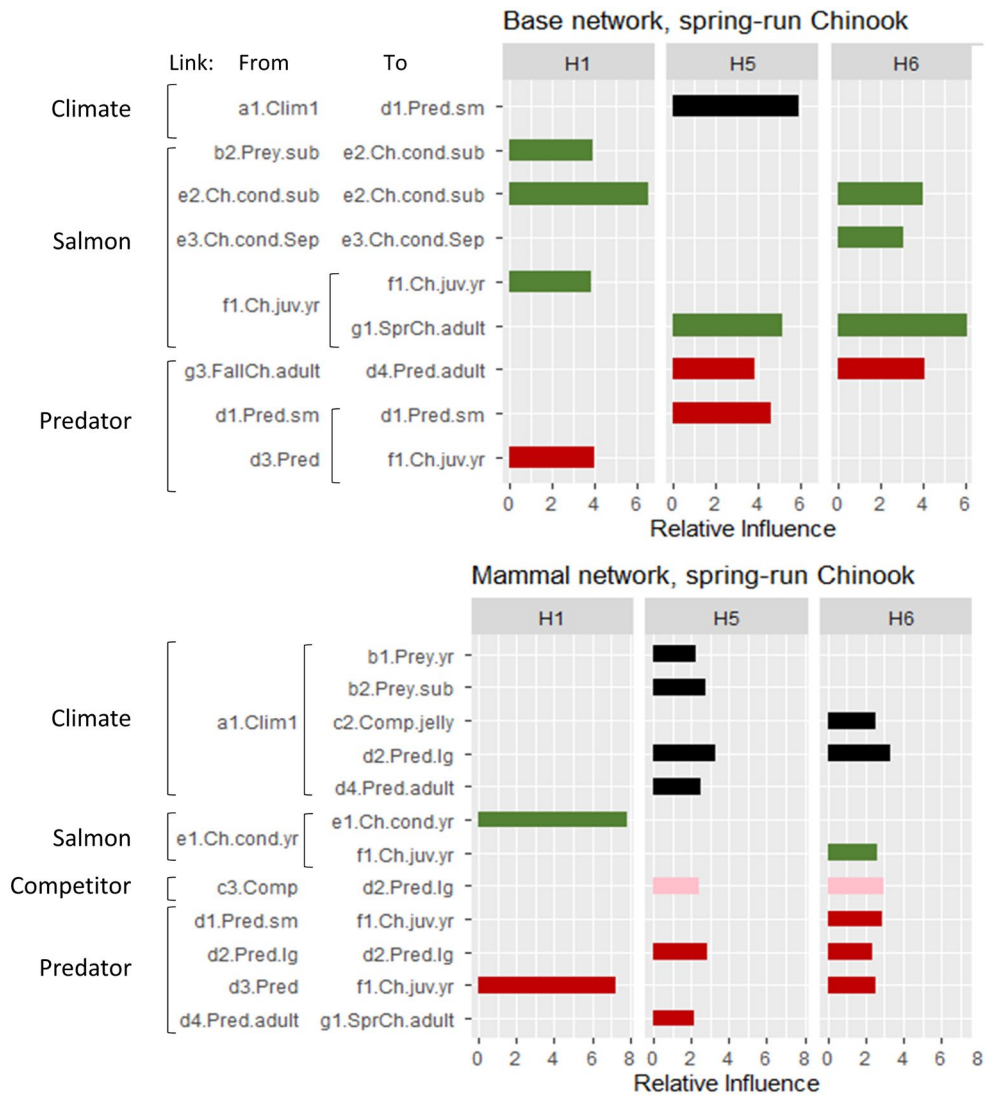 Base network, spring-run Chinook
Link: From To H1 H5 H6
Climate a1.Clim1 d1.Pred.sm
b2.Prey.sub e2.Ch.cond.sub
e2.Ch.cond.sub e2.Ch.cond.sub
Salmon e3.Ch.cond.Sep e3.Ch.cond.Sep
f1.Ch.juv.yr f1.Ch.juv.yr
g1.SprCh.adult
g3.FallCh.adult d4.Pred.adult
Predator d1.Pred.sm d1.Pred.sm
d3.Pred f1.Ch.juv.yr
0 2 4 6 0 2 4 6 0 2 4 6
Relative Influence
Mammal network, spring-run Chinook
H1 H5 H6
b1.Prey.yr
b2.Prey.sub
Climate a1.Clim1 c2.Comp.jelly
d2.Pred.lg
d4.Pred.adult
Salmon e1.Ch.cond.yr e1.Ch.cond.yr
f1.Ch.juv.yr
Competitor c3.Comp d2.Pred.lg
d1.Pred.sm f1.Ch.juv.yr
Predator d2.Pred.lg d2.Pred.lg
d3.Pred f1.Ch.juv.yr
d4.Pred.adult g1.SprCh.adult
0 2 4 6 8 0 2 4 6 8 0 2 4 6 8
Relative Influence